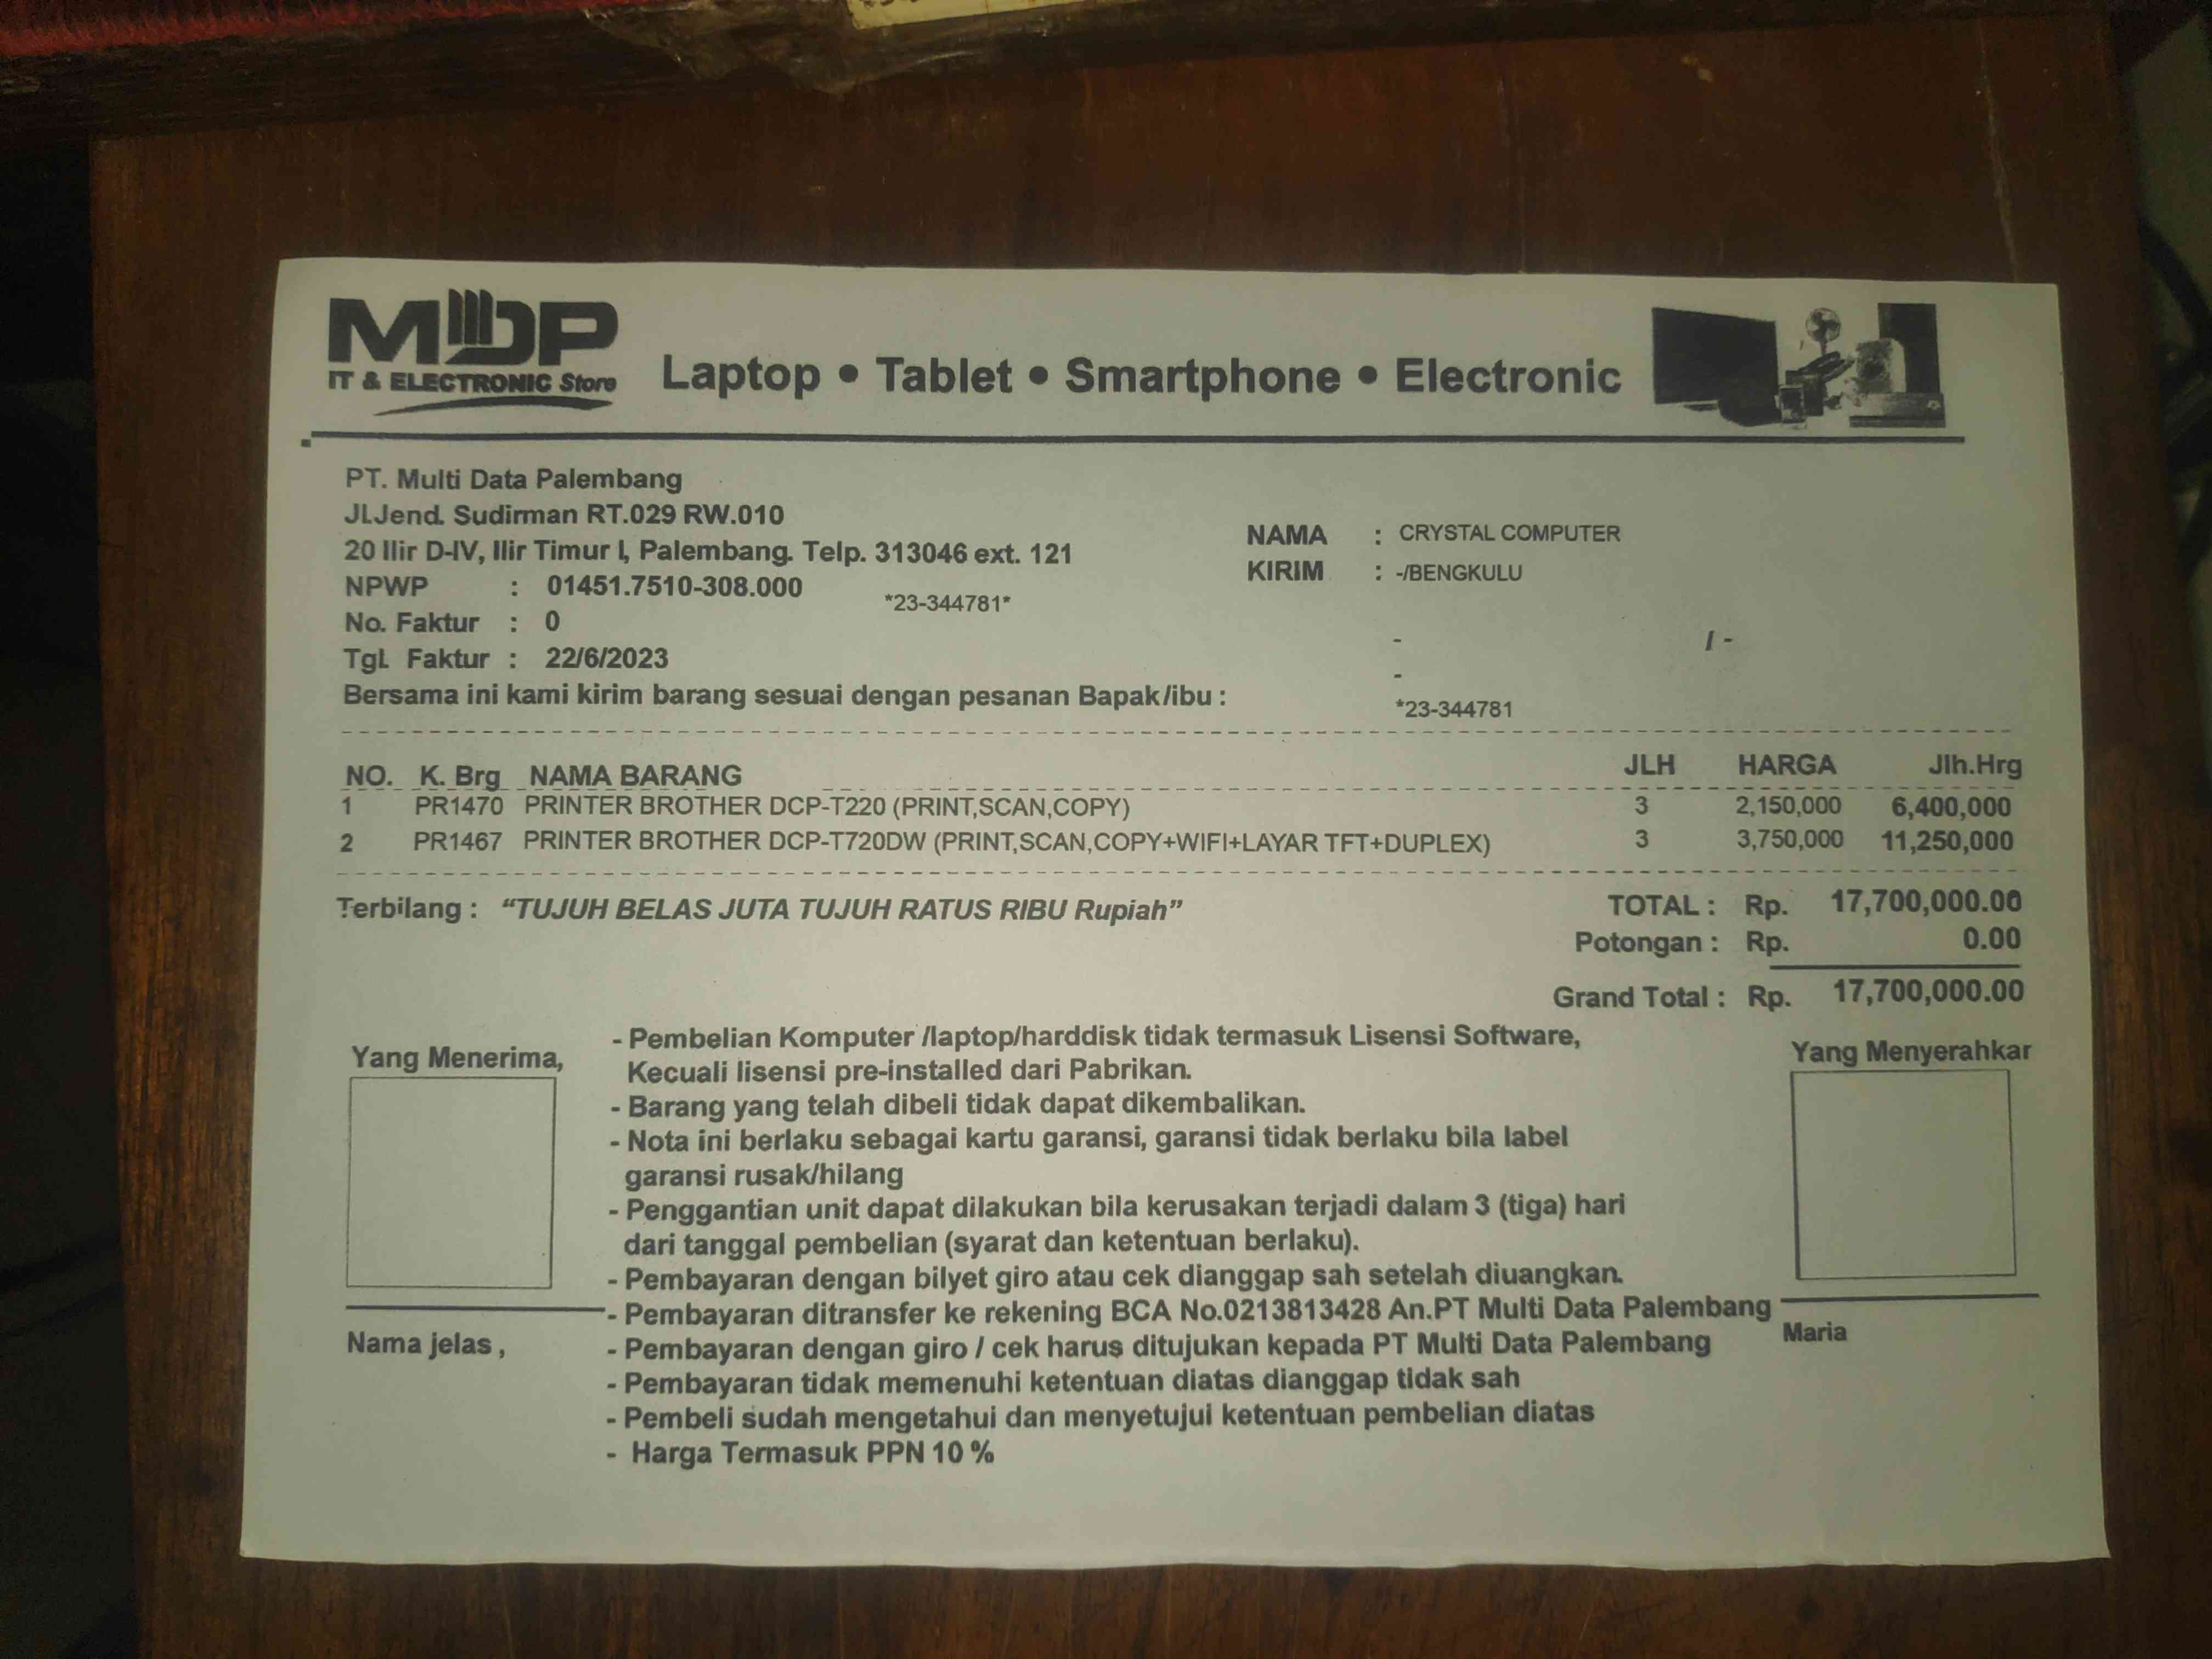 MDP
IT & ELECTRONIC Store
Laptop • Tablet • Smartphone • Electronic
PT. Multi Data Palembang
Jl.Jend. Sudirman RT.029 RW.010
20 Ilir D-IV, Ilir Timur I, Palembang. Telp. 313046 ext. 121
NPWP : 01451.7510-308.000
*23-344781*
No. Faktur : 0
Tgl. Faktur : 22/6/2023
Bersama ini kami kirim barang sesuai dengan pesanan Bapak/ibu :
NAMA : CRYSTAL COMPUTER
KIRIM : -/BENGKULU
- / -
-
*23-344781
NO. K. Brg NAMA BARANG JLH HARGA Jlh.Hrg
1 PR1470 PRINTER BROTHER DCP-T220 (PRINT,SCAN,COPY) 3 2,150,000 6,400,000
2 PR1467 PRINTER BROTHER DCP-T720DW (PRINT,SCAN,COPY+WIFI+LAYAR TFT+DUPLEX) 3 3,750,000 11,250,000
Terbilang : “TUJUH BELAS JUTA TUJUH RATUS RIBU Rupiah”
TOTAL : Rp. 17,700,000.00
Potongan : Rp. 0.00
Grand Total : Rp. 17,700,000.00
Yang Menerima,
Nama jelas ,
- Pembelian Komputer /laptop/harddisk tidak termasuk Lisensi Software,
Kecuali lisensi pre-installed dari Pabrikan.
- Barang yang telah dibeli tidak dapat dikembalikan.
- Nota ini berlaku sebagai kartu garansi, garansi tidak berlaku bila label
garansi rusak/hilang
- Penggantian unit dapat dilakukan bila kerusakan terjadi dalam 3 (tiga) hari
dari tanggal pembelian (syarat dan ketentuan berlaku).
- Pembayaran dengan bilyet giro atau cek dianggap sah setelah diuangkan.
- Pembayaran ditransfer ke rekening BCA No.0213813428 An.PT Multi Data Palembang
- Pembayaran dengan giro / cek harus ditujukan kepada PT Multi Data Palembang
- Pembayaran tidak memenuhi ketentuan diatas dianggap tidak sah
- Pembeli sudah mengetahui dan menyetujui ketentuan pembelian diatas
- Harga Termasuk PPN 10 %
Yang Menyerahkar
Maria